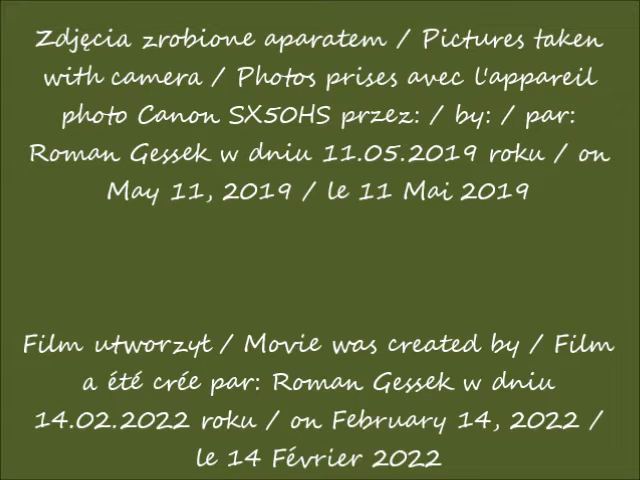 Zdjęcia zrobione aparatem / Pictures taken
with camera / Photos prises avec l'appareil
photo Canon SX50HS przez: / by: / par:
Roman Gessek w dniu 11.05.2019 roku / on
May 11, 2019 / le 11 Mai 2019
Film utworzył / Movie was created by / Film
a été crée par: Roman Gessek w dniu
14.02.2022 roku / on February 14, 2022 /
le 14 Février 2022